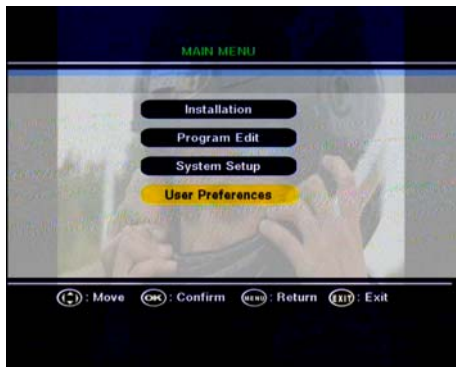 MAIN MENU
Installation
Program Edit
System Setup
User Preferences
: Move OK : Confirm MENU : Return EXIT : Exit